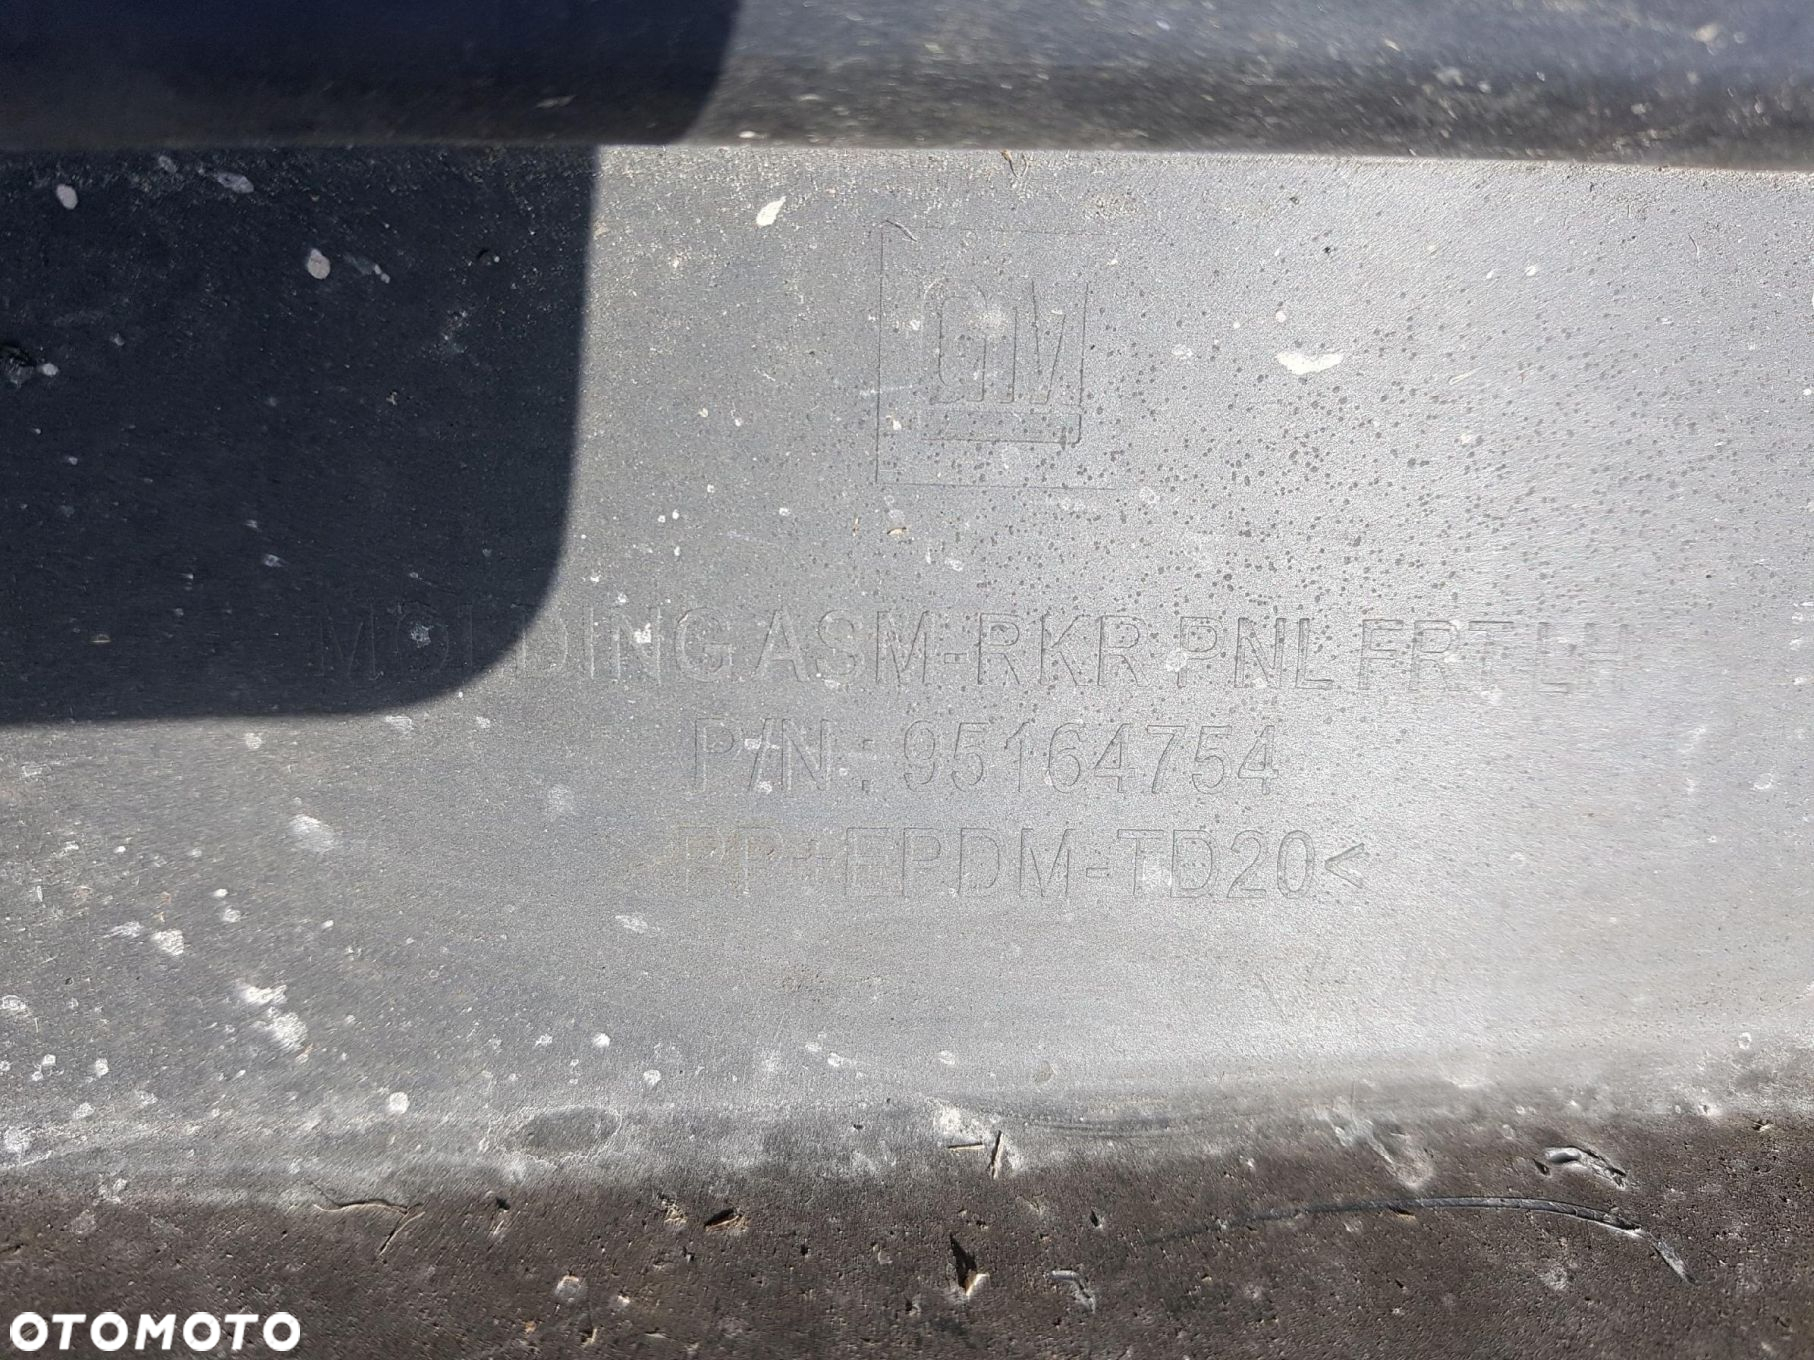 GM
MOLDING ASM-RKR PNL FRT LH
P/N : 95164754
PP+EPDM-TD20<
OTOMOTO